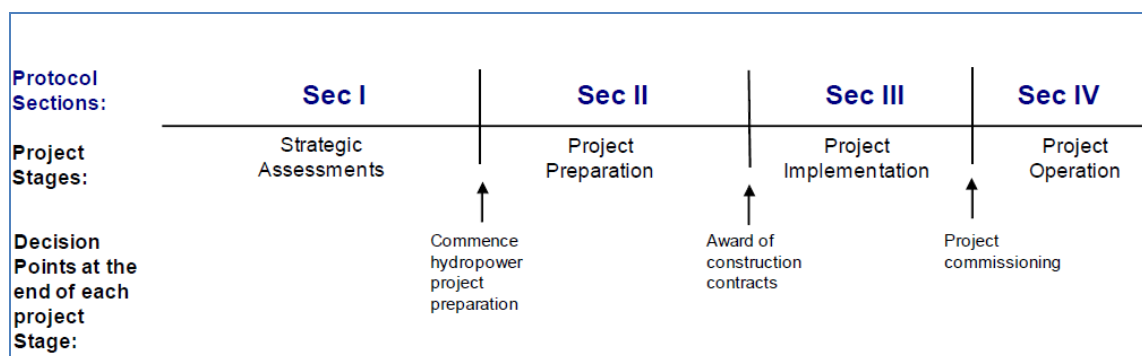 Protocol
Sections:
Sec I
Sec II
Sec III
Sec IV
Project
Stages:
Strategic
Assessments
Project
Preparation
Project
Implementation
Project
Operation
Decision
Points at the
end of each
project
Stage:
Commence
hydropower
project
preparation
Award of
construction
contracts
Project
commissioning